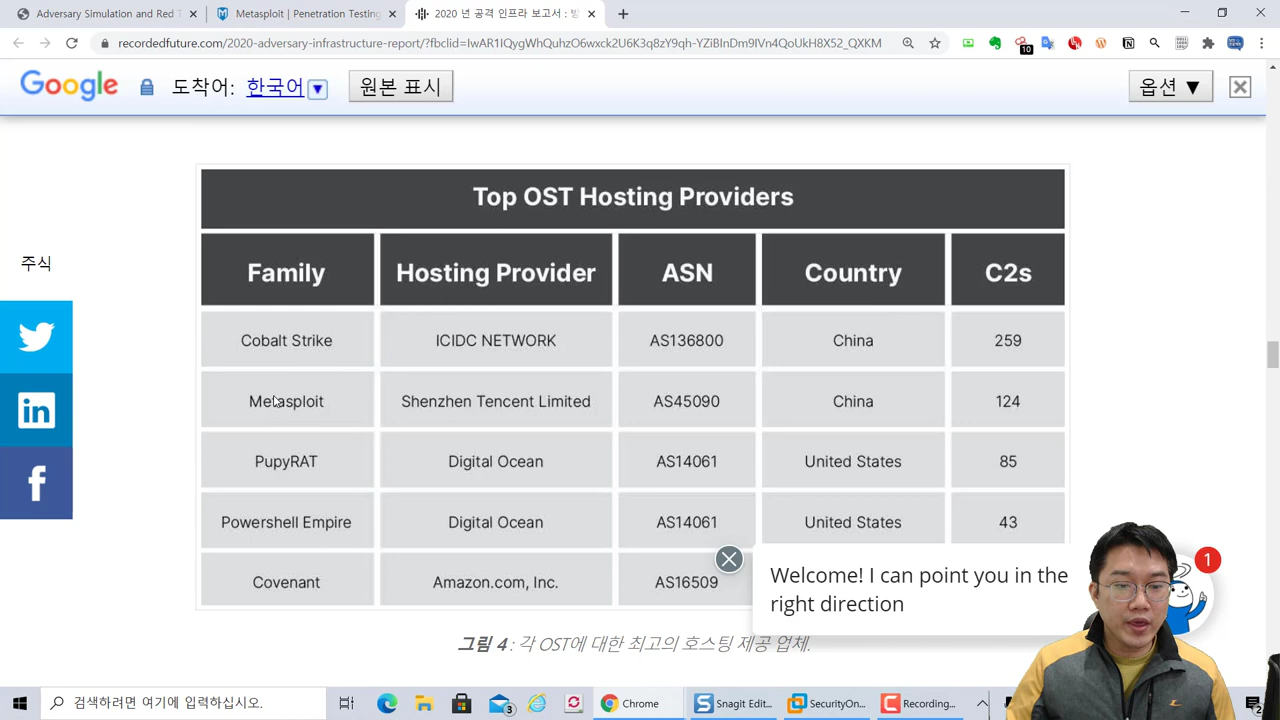 Adversary Simulation and Red T
Metasploit | Penetration Testing
2020 년 공격 인프라 보고서 : 방
recordedfuture.com/2020-adversary-infrastructure-report/?fbclid=IwAR1IQygWhQuhzO6wxck2U6K3q8zY9qh-YZiBInDm9IVn4QoUkH8X52_QXKM
10
Google
도착어: 한국어
원본 표시
옵션 ▼
주식
Top OST Hosting Providers
Family Hosting Provider ASN Country C2s
Cobalt Strike ICIDC NETWORK AS136800 China 259
Metasploit Shenzhen Tencent Limited AS45090 China 124
PupyRAT Digital Ocean AS14061 United States 85
Powershell Empire Digital Ocean AS14061 United States 43
Covenant Amazon.com, Inc. AS16509
Welcome! I can point you in the
right direction
1
그림 4 : 각 OST에 대한 최고의 호스팅 제공 업체.
검색하려면 여기에 입력하십시오.
3
Chrome
Snagit Edit...
SecurityOn...
Recording...
2